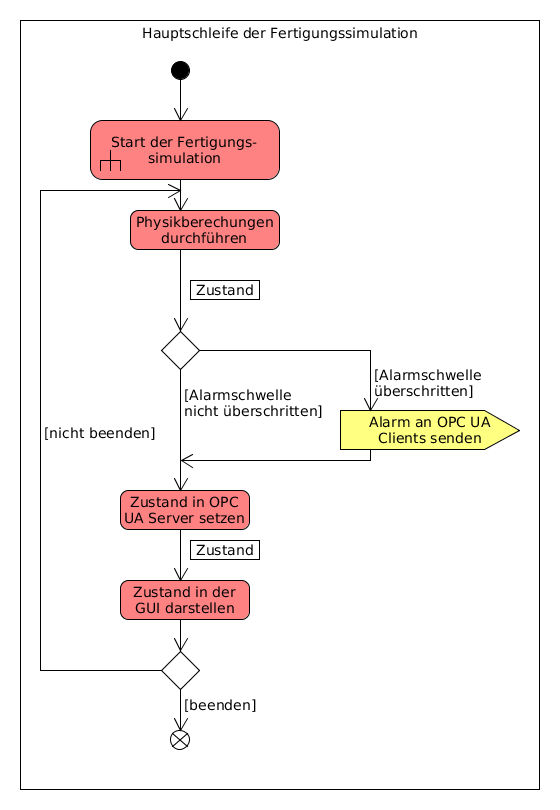 Hauptschleife der Fertigungssimulation
Start der Fertigungs-
simulation
Physikberechungen
durchführen
Zustand
[Alarmschwelle
überschritten]
[Alarmschwelle
nicht überschritten]
Alarm an OPC UA
Clients senden
[nicht beenden]
Zustand in OPC
UA Server setzen
Zustand
Zustand in der
GUI darstellen
[beenden]